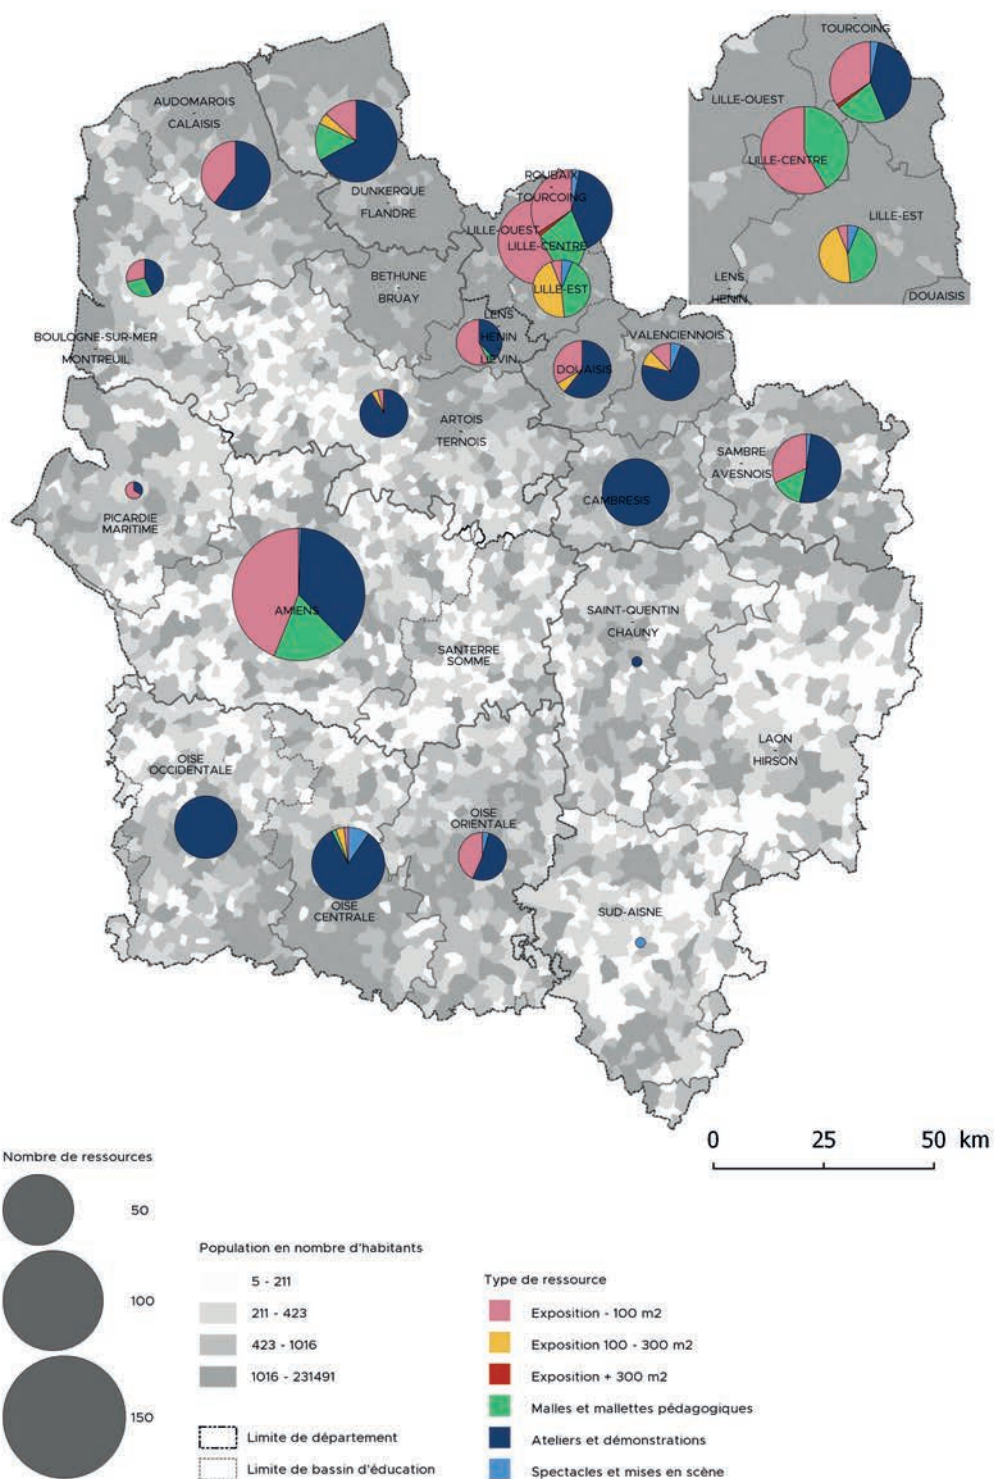 TOURCOING
LILLE-OUEST
LILLE-CENTRE
LILLE-EST
LENS
-
HENIN
DOUAISIS
AUDOMAROIS
-
CALAISIS
DUNKERQUE
-
FLANDRE
ROUBAIX
-
TOURCOING
LILLE-OUEST
LILLE-CENTRE
LILLE-EST
BETHUNE
-
BRUAY
LENS
HENIN
LIEVIN
BOULOGNE-SUR-MER
-
MONTREUIL
VALENCIENNOIS
DOUAISIS
ARTOIS
-
TERNOIS
SAMBRE
-
AVESNOIS
CAMBRESIS
PICARDIE
MARITIME
AMIENS
SAINT-QUENTIN
-
CHAUNY
SANTERRE
SOMME
LAON
-
HIRSON
OISE
OCCIDENTALE
OISE
ORIENTALE
OISE
CENTRALE
SUD-AISNE
0 25 50 km
Nombre de ressources
50
100
150
Population en nombre d'habitants
5 - 211
211 - 423
423 - 1016
1016 - 231491
Limite de département
Limite de bassin d'éducation
Type de ressource
Exposition - 100 m2
Exposition 100 - 300 m2
Exposition + 300 m2
Malles et mallettes pédagogiques
Ateliers et démonstrations
Spectacles et mises en scène